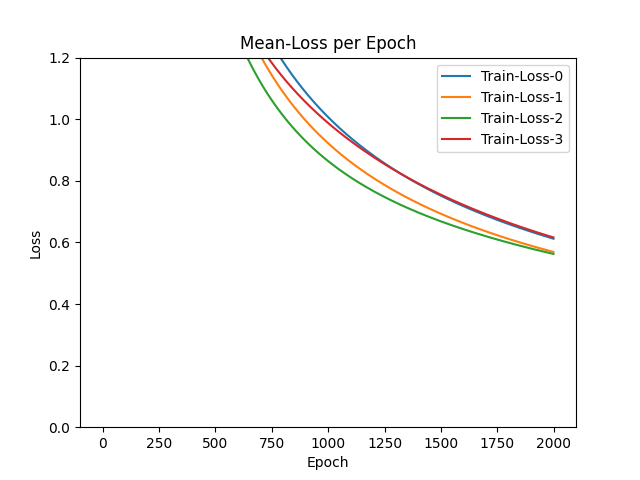 Mean-Loss per Epoch
Loss
1.2
1.0
0.8
0.6
0.4
0.2
0.0
Train-Loss-0
Train-Loss-1
Train-Loss-2
Train-Loss-3
0 250 500 750 1000 1250 1500 1750 2000
Epoch